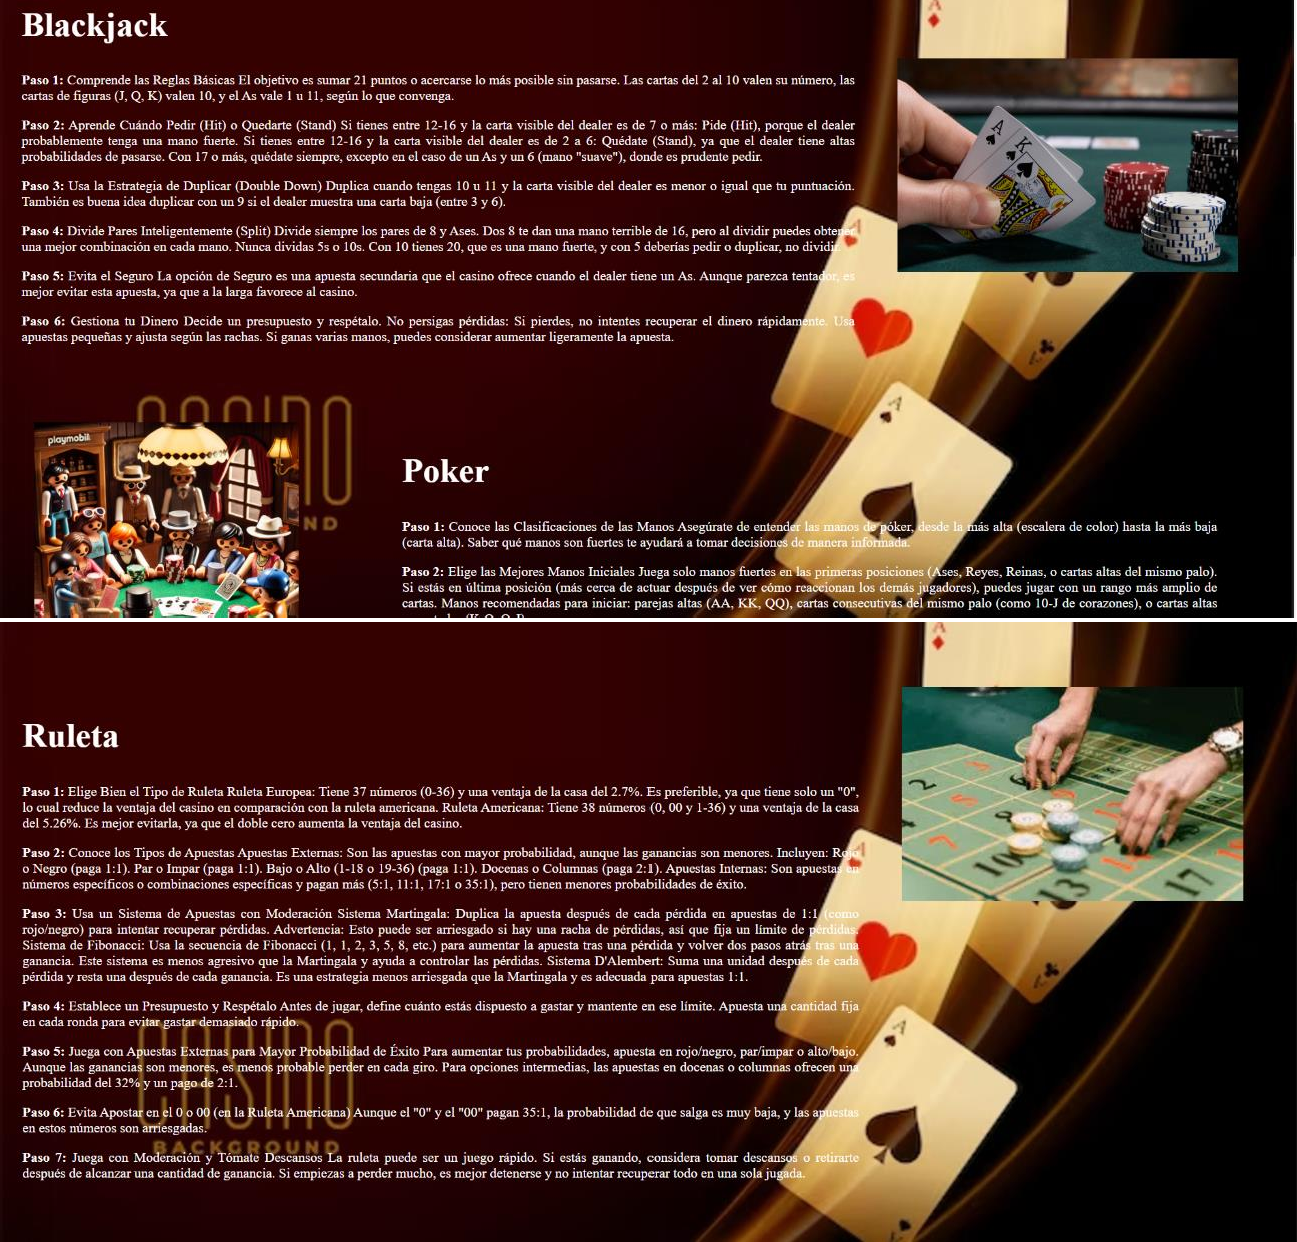 Blackjack
Paso 1: Comprende las Reglas Básicas El objetivo es sumar 21 puntos o acercarse lo más posible sin pasarse. Las cartas del 2 al 10 valen su número, las
cartas de figuras (J, Q, K) valen 10, y el As vale 1 u 11, según lo que convenga.
Paso 2: Aprende Cuándo Pedir (Hit) o Quedarte (Stand) Si tienes entre 12-16 y la carta visible del dealer es de 7 o más: Pide (Hit), porque el dealer
probablemente tenga una mano fuerte. Si tienes entre 12-16 y la carta visible del dealer es de 2 a 6: Quédate (Stand), ya que el dealer tiene altas
probabilidades de pasarse. Con 17 o más, quédate siempre, excepto en el caso de un As y un 6 (mano "suave"), donde es prudente pedir.
Paso 3: Usa la Estrategia de Duplicar (Double Down) Duplica cuando tengas 10 u 11 y la carta visible del dealer es menor o igual que tu puntuación.
También es buena idea duplicar con un 9 si el dealer muestra una carta baja (entre 3 y 6).
Paso 4: Divide Pares Inteligentemente (Split) Divide siempre los pares de 8 y Ases. Dos 8 te dan una mano terrible de 16, pero al dividir puedes obtener
una mejor combinación en cada mano. Nunca dividas 5s o 10s. Con 10 tienes 20, que es una mano fuerte, y con 5 deberías pedir o duplicar, no dividir.
Paso 5: Evita el Seguro La opción de Seguro es una apuesta secundaria que el casino ofrece cuando el dealer tiene un As. Aunque parezca tentador, es
mejor evitar esta apuesta, ya que a la larga favorece al casino.
Paso 6: Gestiona tu Dinero Decide un presupuesto y respétalo. No persigas pérdidas: Si pierdes, no intentes recuperar el dinero rápidamente. Usa
apuestas pequeñas y ajusta según las rachas. Si ganas varias manos, puedes considerar aumentar ligeramente la apuesta.
playmobil
Poker
Paso 1: Conoce las Clasificaciones de las Manos Asegúrate de entender las manos de póker, desde la más alta (escalera de color) hasta la más baja
(carta alta). Saber qué manos son fuertes te ayudará a tomar decisiones de manera informada.
Paso 2: Elige las Mejores Manos Iniciales Juega solo manos fuertes en las primeras posiciones (Ases, Reyes, Reinas, o cartas altas del mismo palo).
Si estás en última posición (más cerca de actuar después de ver cómo reaccionan los demás jugadores), puedes jugar con un rango más amplio de
cartas. Manos recomendadas para iniciar: parejas altas (AA, KK, QQ), cartas consecutivas del mismo palo (como 10-J de corazones), o cartas altas
Ruleta
Paso 1: Elige Bien el Tipo de Ruleta Ruleta Europea: Tiene 37 números (0-36) y una ventaja de la casa del 2.7%. Es preferible, ya que tiene solo un "0",
lo cual reduce la ventaja del casino en comparación con la ruleta americana. Ruleta Americana: Tiene 38 números (0, 00 y 1-36) y una ventaja de la casa
del 5.26%. Es mejor evitarla, ya que el doble cero aumenta la ventaja del casino.
Paso 2: Conoce los Tipos de Apuestas Apuestas Externas: Son las apuestas con mayor probabilidad, aunque las ganancias son menores. Incluyen: Rojo
o Negro (paga 1:1). Par o Impar (paga 1:1). Bajo o Alto (1-18 o 19-36) (paga 1:1). Docenas o Columnas (paga 2:1). Apuestas Internas: Son apuestas en
números específicos o combinaciones específicas y pagan más (5:1, 11:1, 17:1 o 35:1), pero tienen menores probabilidades de éxito.
Paso 3: Usa un Sistema de Apuestas con Moderación Sistema Martingala: Duplica la apuesta después de cada pérdida en apuestas de 1:1 (como
rojo/negro) para intentar recuperar pérdidas. Advertencia: Esto puede ser arriesgado si hay una racha de pérdidas, así que fija un límite de pérdidas.
Sistema de Fibonacci: Usa la secuencia de Fibonacci (1, 1, 2, 3, 5, 8, etc.) para aumentar la apuesta tras una pérdida y volver dos pasos atrás tras una
ganancia. Este sistema es menos agresivo que la Martingala y ayuda a controlar las pérdidas. Sistema D'Alembert: Suma una unidad después de cada
pérdida y resta una después de cada ganancia. Es una estrategia menos arriesgada que la Martingala y es adecuada para apuestas 1:1.
Paso 4: Establece un Presupuesto y Respétalo Antes de jugar, define cuánto estás dispuesto a gastar y mantente en ese límite. Apuesta una cantidad fija
en cada ronda para evitar gastar demasiado rápido.
Paso 5: Juega con Apuestas Externas para Mayor Probabilidad de Éxito Para aumentar tus probabilidades, apuesta en rojo/negro, par/impar o alto/bajo.
Aunque las ganancias son menores, es menos probable perder en cada giro. Para opciones intermedias, las apuestas en docenas o columnas ofrecen una
probabilidad del 32% y un pago de 2:1.
Paso 6: Evita Apostar en el 0 o 00 (en la Ruleta Americana) Aunque el "0" y el "00" pagan 35:1, la probabilidad de que salga es muy baja, y las apuestas
en estos números son arriesgadas.
Paso 7: Juega con Moderación y Tómate Descansos La ruleta puede ser un juego rápido. Si estás ganando, considera tomar descansos o retirarte
después de alcanzar una cantidad de ganancia. Si empiezas a perder mucho, es mejor detenerse y no intentar recuperar todo en una sola jugada.
CASINO
BACKGROUND